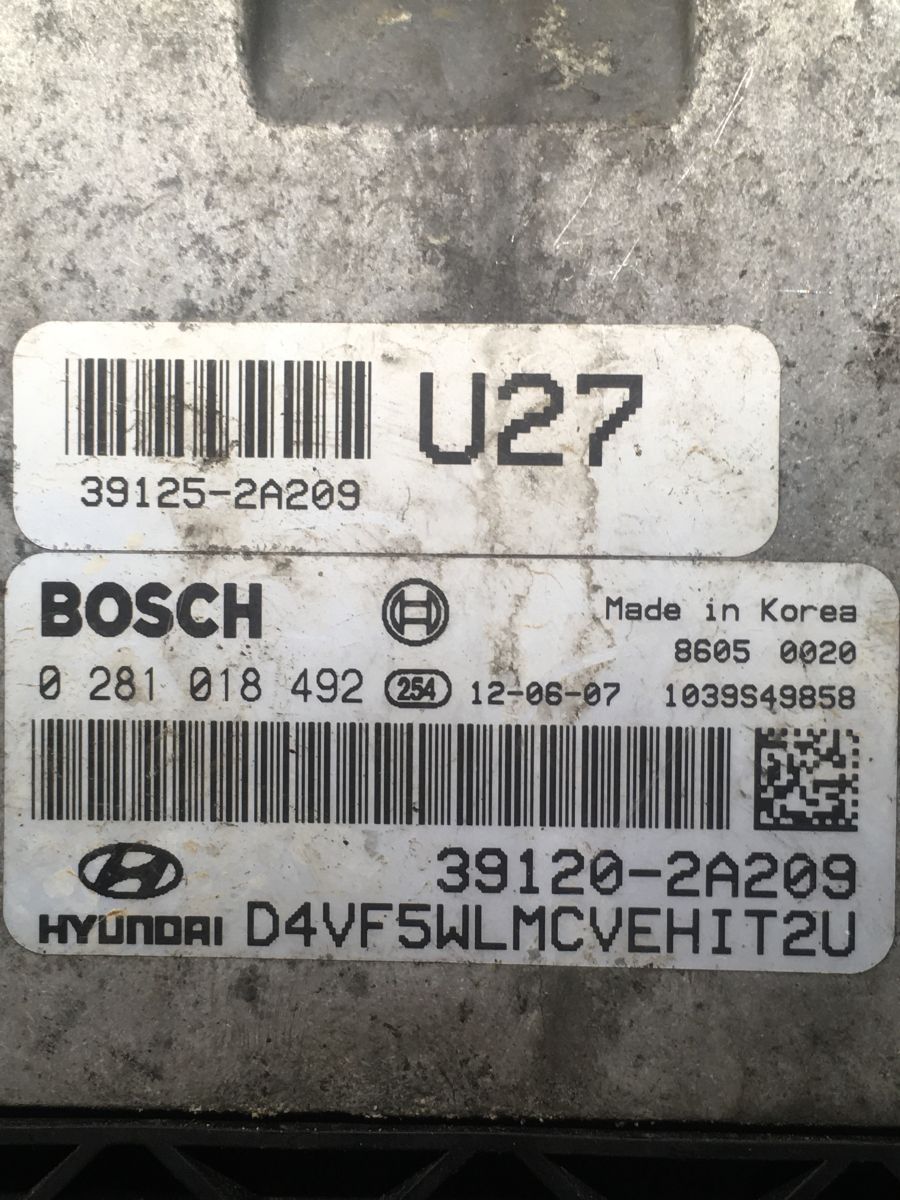 U27
39125-2A209
BOSCH
Made in Korea
8605 0020
0 281 018 492 254 12-06-07 1039S49858
39120-2A209
HYUNDAI D4VF5WLMCVEHIT2U